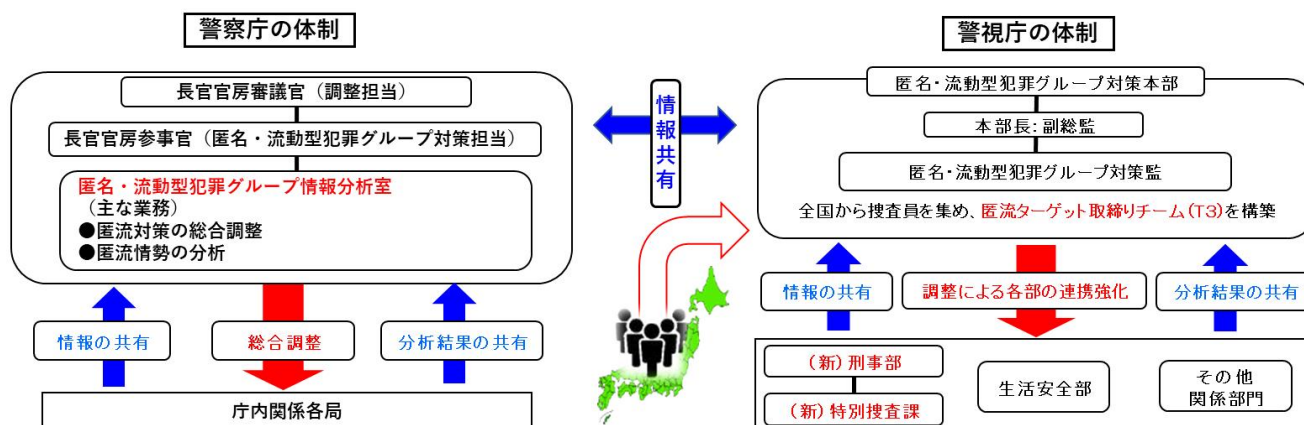 警察庁の体制
長官官房審議官（調整担当）
長官官房参事官（匿名・流動型犯罪グループ対策担当）
匿名・流動型犯罪グループ情報分析室
（主な業務）
●匿流対策の総合調整
●匿流情勢の分析
情報の共有
総合調整
分析結果の共有
庁内関係各局
情報共有
警視庁の体制
匿名・流動型犯罪グループ対策本部
本部長：副総監
匿名・流動型犯罪グループ対策監
全国から捜査員を集め、匿流ターゲット取締りチーム（T3）を構築
情報の共有
調整による各部の連携強化
分析結果の共有
（新）刑事部
（新）特別捜査課
生活安全部
その他
関係部門